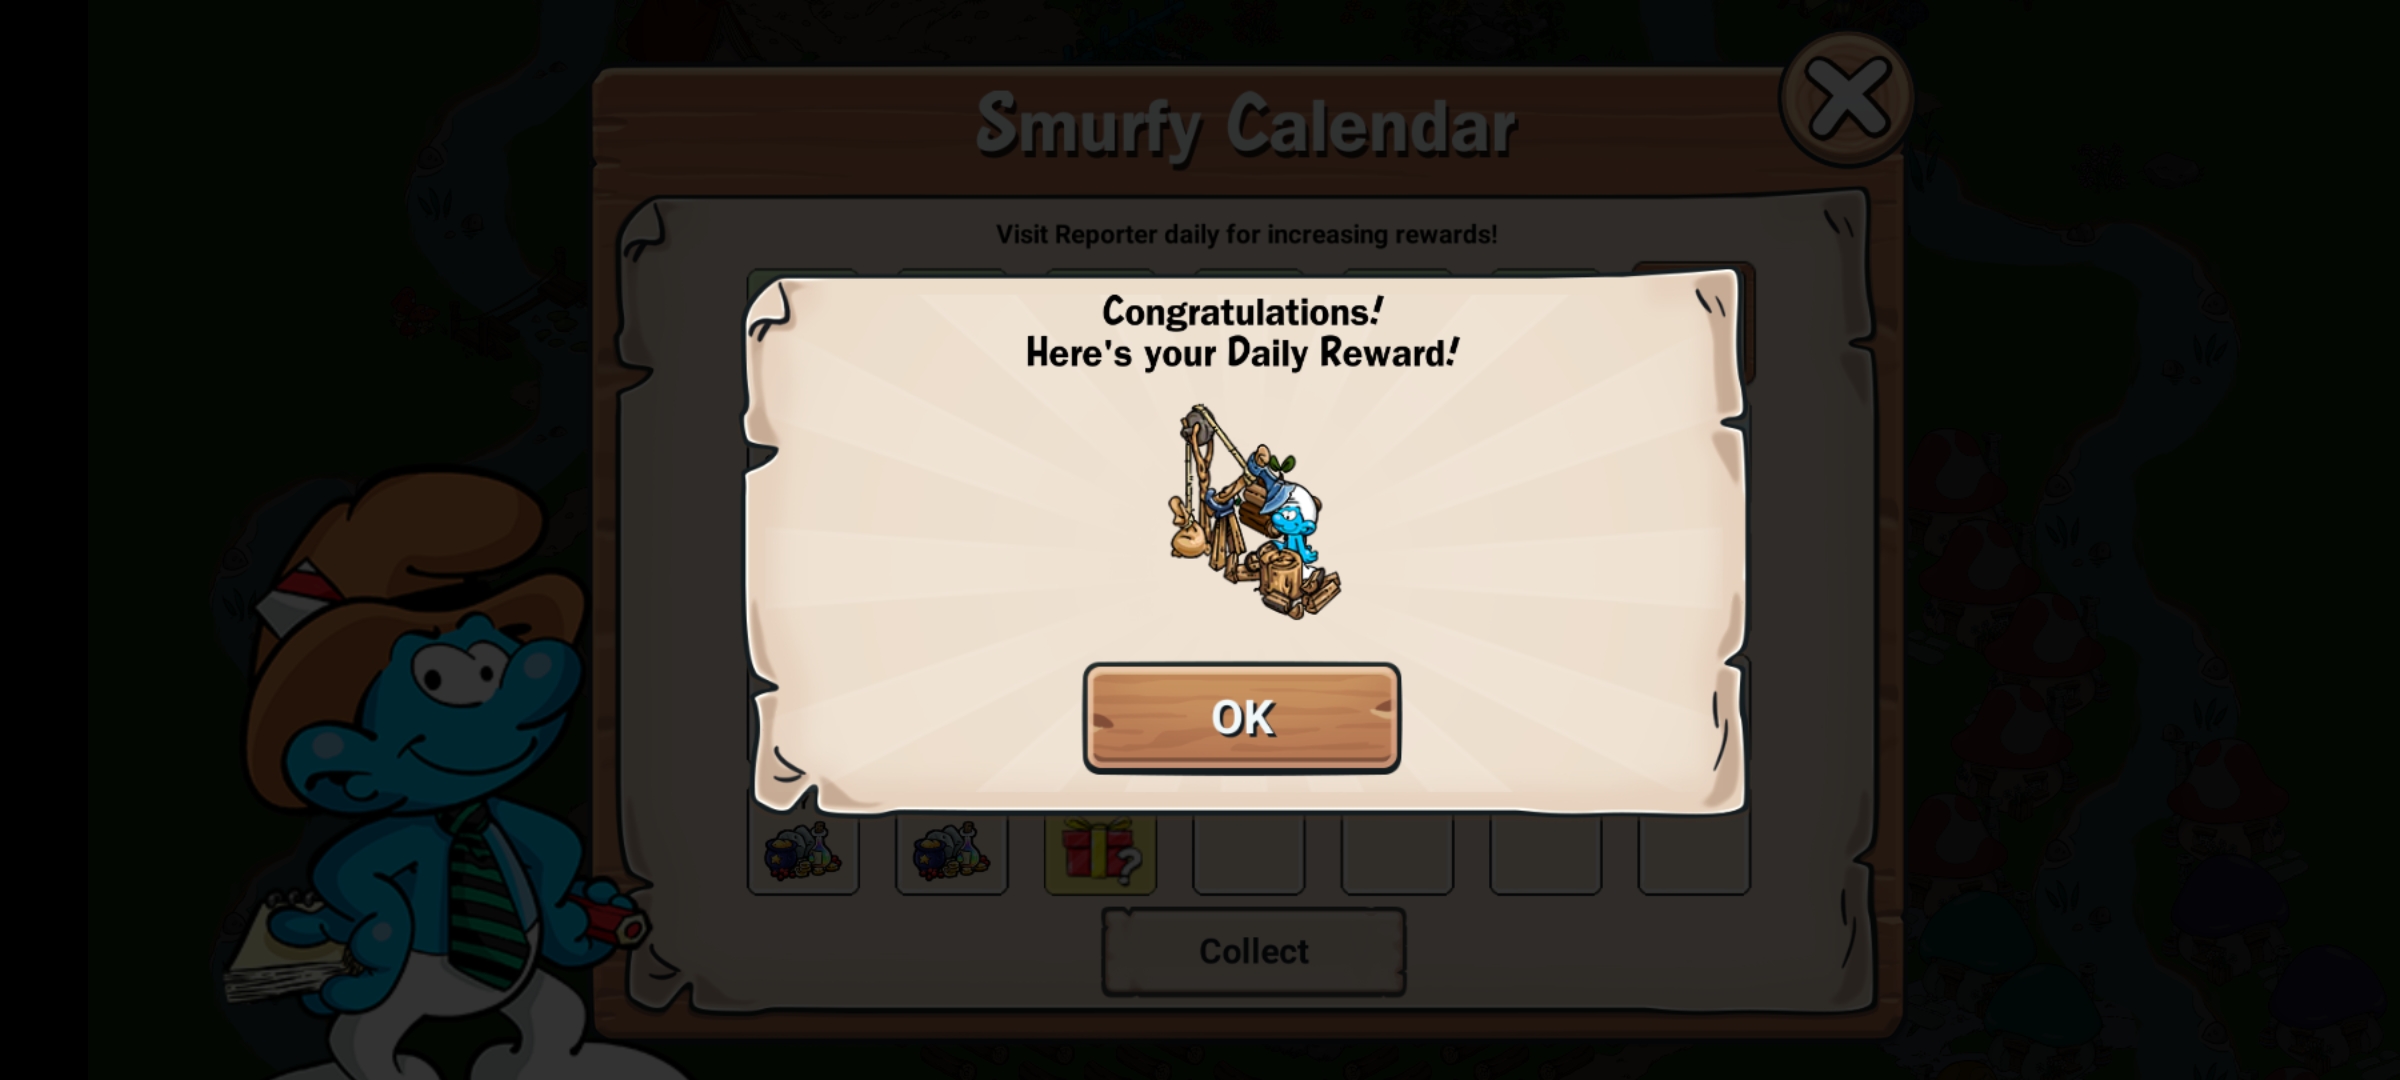 Smurfy Calendar
Visit Reporter daily for increasing rewards!
Congratulations!
Here's your Daily Reward!
OK
?
Collect